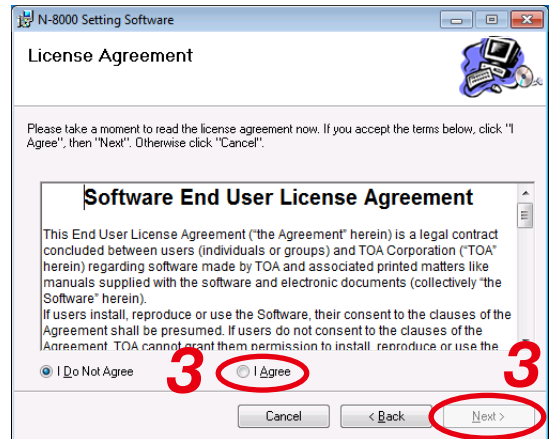 N-8000 Setting Software
License Agreement
Please take a moment to read the license agreement now. If you accept the terms below, click "I
Agree", then "Next". Otherwise click "Cancel".
Software End User License Agreement
This End User License Agreement ("the Agreement" herein) is a legal contract
concluded between users (individuals or groups) and TOA Corporation ("TOA"
herein) regarding software made by TOA and associated printed matters like
manuals supplied with the software and electronic documents (collectively "the
Software" herein).
If users install, reproduce or use the Software, their consent to the clauses of the
Agreement shall be presumed. If users do not consent to the clauses of the
Agreement, TOA cannot grant them permission to install, reproduce or use the
I Do Not Agree 3 I Agree 3
Cancel < Back Next >